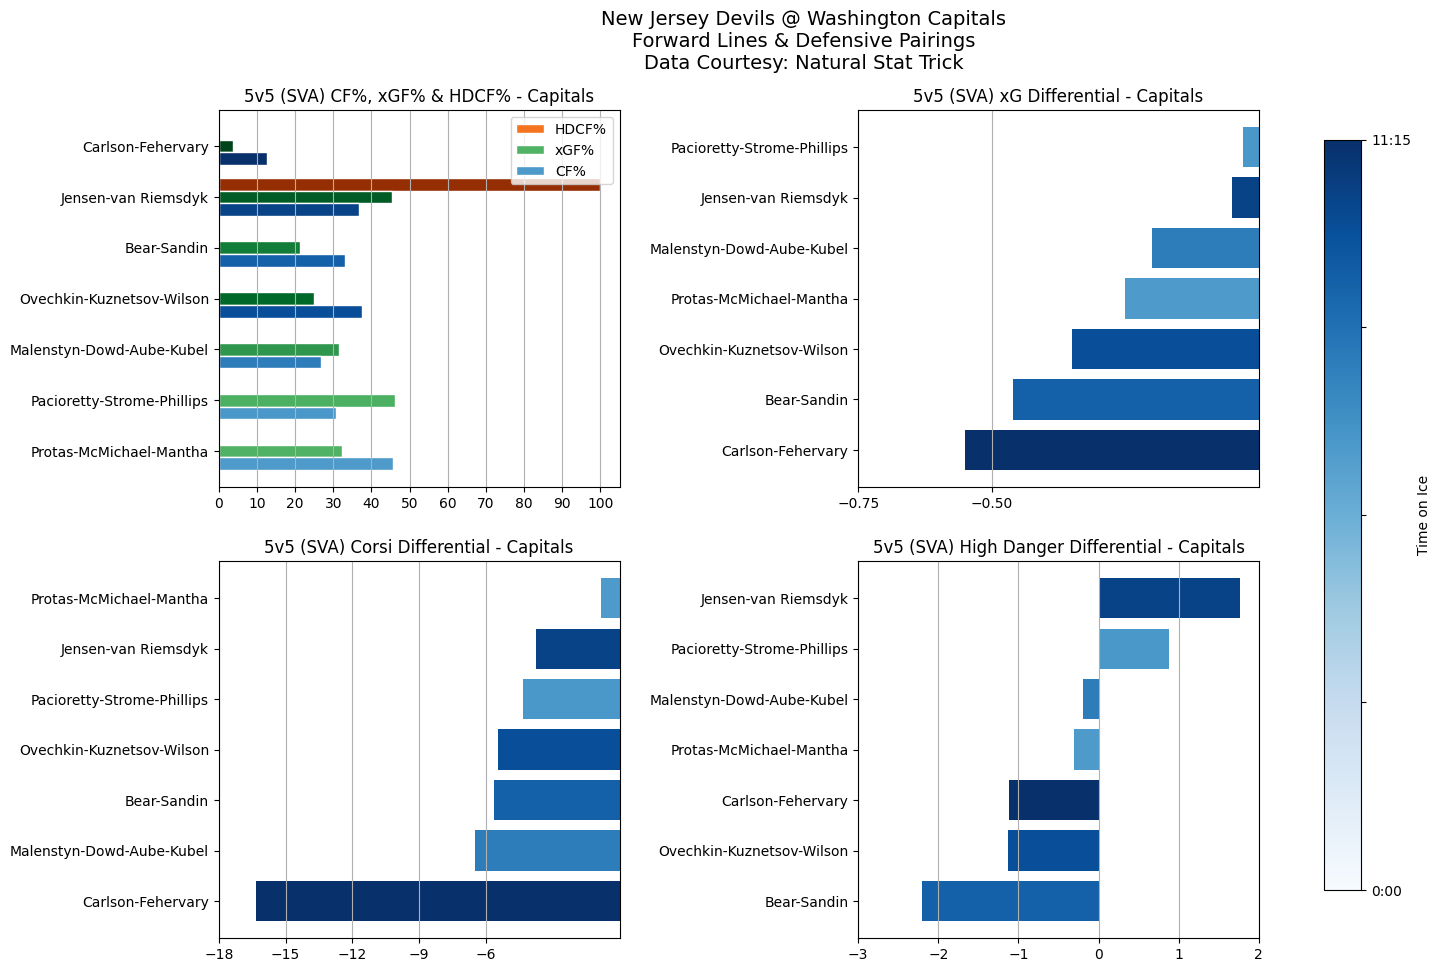 New Jersey Devils @ Washington Capitals
Forward Lines & Defensive Pairings
Data Courtesy: Natural Stat Trick
5v5 (SVA) CF%, xGF% & HDCF% - Capitals
HDCF%
xGF%
CF%
Carlson-Fehervary
Jensen-van Riemsdyk
Bear-Sandin
Ovechkin-Kuznetsov-Wilson
Malenstyn-Dowd-Aube-Kubel
Pacioretty-Strome-Phillips
Protas-McMichael-Mantha
0 10 20 30 40 50 60 70 80 90 100
5v5 (SVA) xG Differential - Capitals
Pacioretty-Strome-Phillips
Jensen-van Riemsdyk
Malenstyn-Dowd-Aube-Kubel
Protas-McMichael-Mantha
Ovechkin-Kuznetsov-Wilson
Bear-Sandin
Carlson-Fehervary
−0.75 −0.50
5v5 (SVA) Corsi Differential - Capitals
Protas-McMichael-Mantha
Jensen-van Riemsdyk
Pacioretty-Strome-Phillips
Ovechkin-Kuznetsov-Wilson
Bear-Sandin
Malenstyn-Dowd-Aube-Kubel
Carlson-Fehervary
−18 −15 −12 −9 −6
5v5 (SVA) High Danger Differential - Capitals
Jensen-van Riemsdyk
Pacioretty-Strome-Phillips
Malenstyn-Dowd-Aube-Kubel
Protas-McMichael-Mantha
Carlson-Fehervary
Ovechkin-Kuznetsov-Wilson
Bear-Sandin
−3 −2 −1 0 1 2
11:15
Time on Ice
0:00